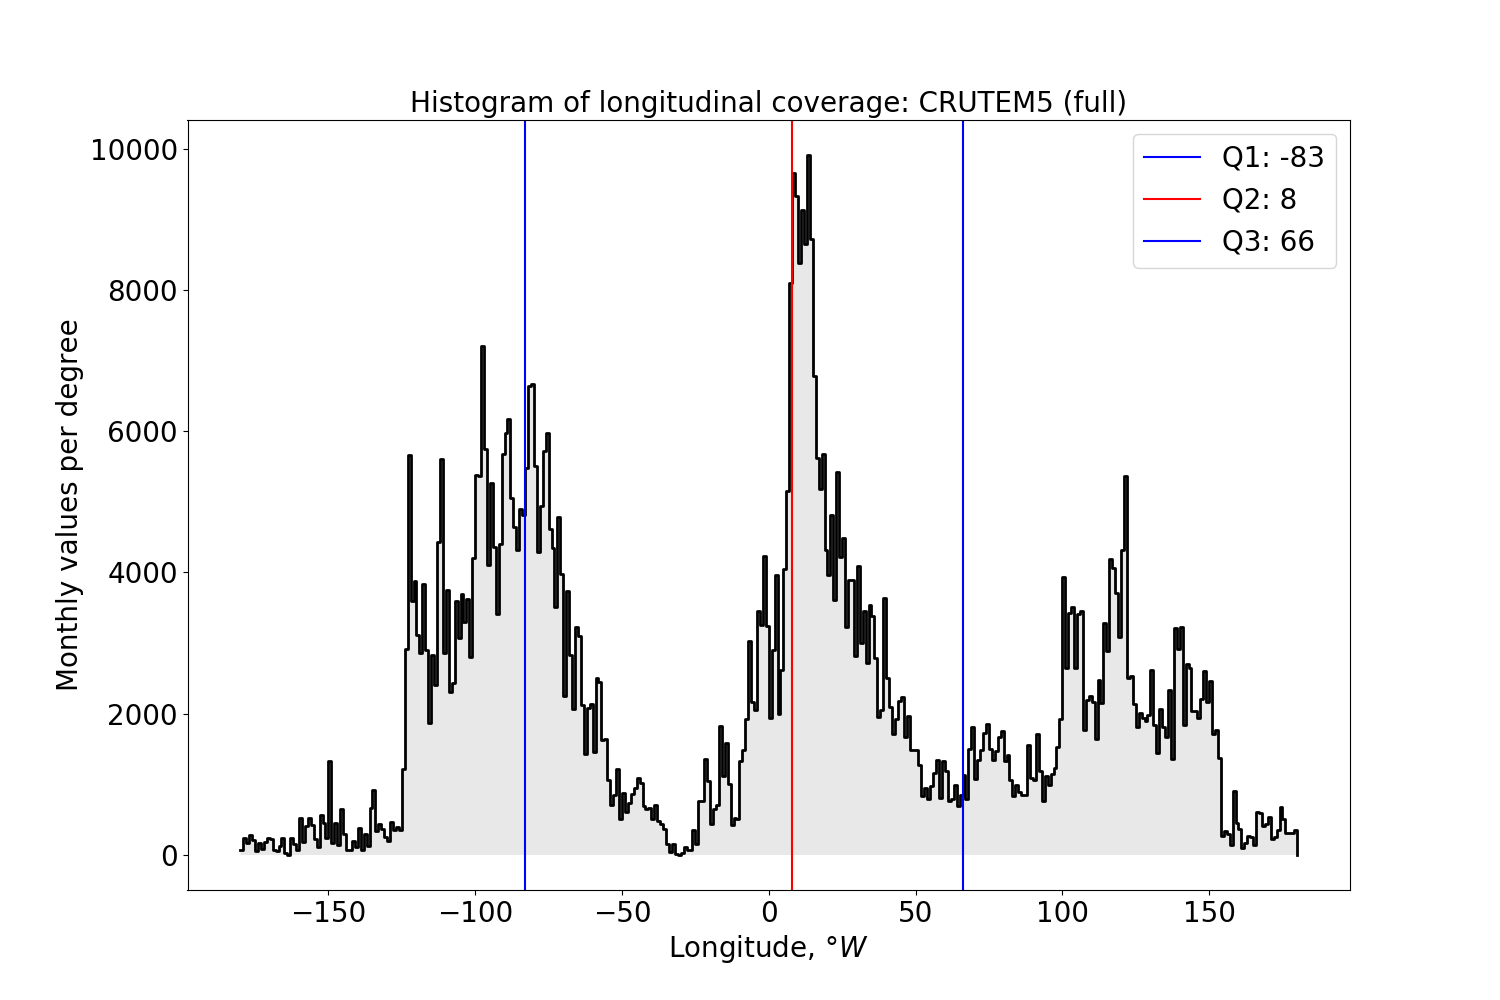 Histogram of longitudinal coverage: CRUTEM5 (full)
Q1: -83
Q2: 8
Q3: 66
Monthly values per degree
10000
8000
6000
4000
2000
0
−150 −100 −50 0 50 100 150
Longitude, °W